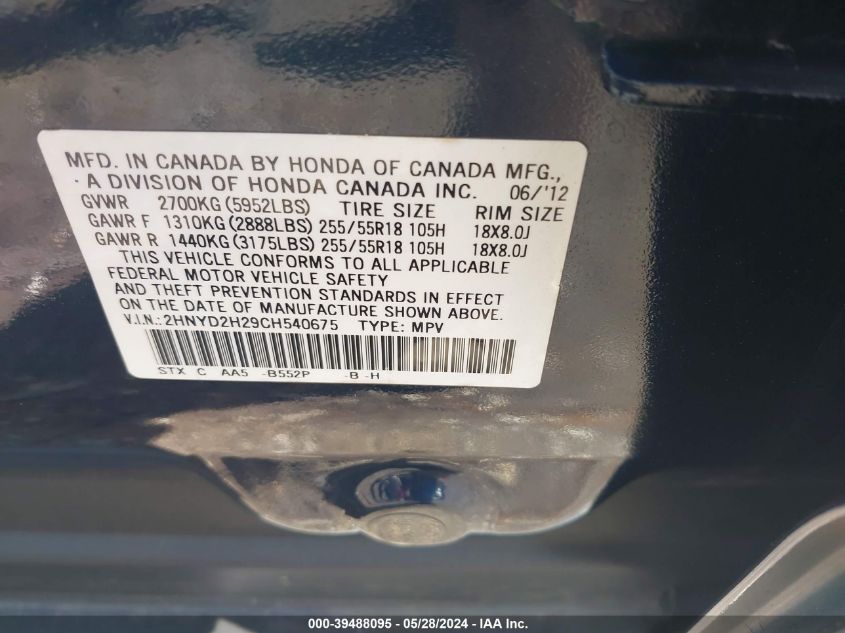 MFD. IN CANADA BY HONDA OF CANADA MFG.,
A DIVISION OF HONDA CANADA INC. 06/'12
GVWR 2700KG (5952LBS) TIRE SIZE RIM SIZE
GAWR F 1310KG (2888LBS) 255/55R18 105H 18X8.0J
GAWR R 1440KG (3175LBS) 255/55R18 105H 18X8.0J
THIS VEHICLE CONFORMS TO ALL APPLICABLE
FEDERAL MOTOR VEHICLE SAFETY
AND THEFT PREVENTION STANDARDS IN EFFECT
ON THE DATE OF MANUFACTURE SHOWN ABOVE.
V.I.N.: 2HNYD2H29CH540675 TYPE: MPV
STX C AA5 -B552P -B -H
000-39488095 / 05/28/2024 - IAA Inc.